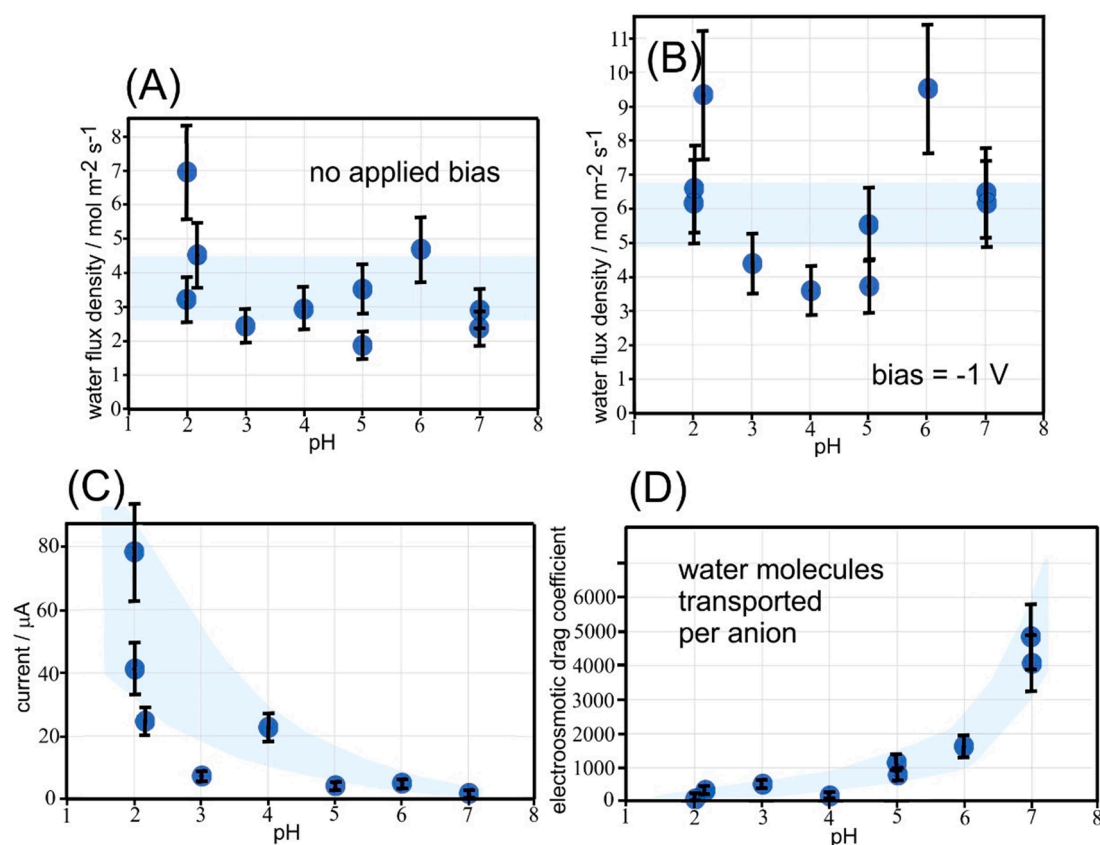 (A)
water flux density / mol m-2 s-1
8
7
6
5
4
3
2
1
0
no applied bias
1 2 3 4 5 6 7 8
pH
(B)
water flux density / mol m-2 s-1
11
10
9
8
7
6
5
4
3
2
1
0
bias = -1 V
1 2 3 4 5 6 7 8
pH
(C)
current / μA
80
60
40
20
0
1 2 3 4 5 6 7 8
pH
(D)
electroosmotic drag coefficient
6000
5000
4000
3000
2000
1000
0
water molecules
transported
per anion
1 2 3 4 5 6 7 8
pH